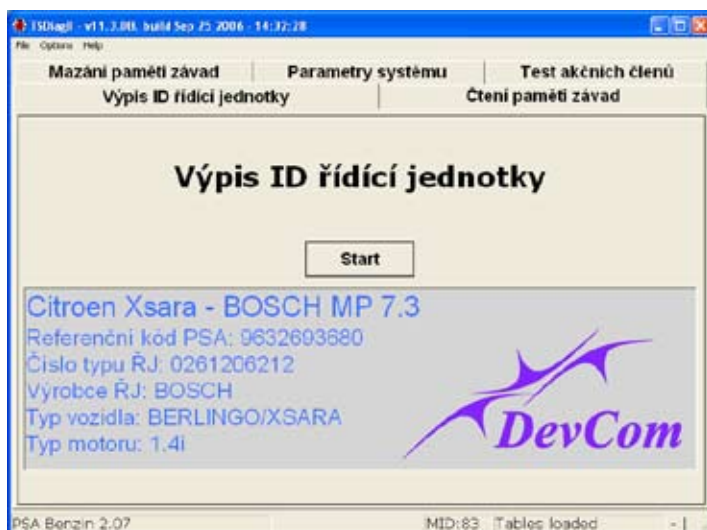 TSDiagII - v11.3.0B, build Sep 25 2006 - 14:32:28
File Options Help
Mazání paměti závad Parametry systému Test akčních členů
Výpis ID řídící jednotky Čtení paměti závad
Výpis ID řídící jednotky
Start
Citroen Xsara - BOSCH MP 7.3
Referenční kód PSA: 9632693680
Číslo typu ŘJ: 0261206212
Výrobce ŘJ: BOSCH
Typ vozidla: BERLINGO/XSARA
Typ motoru: 1.4i
DevCom
PSA Benzin 2.07 MID:83 Tables loaded - |